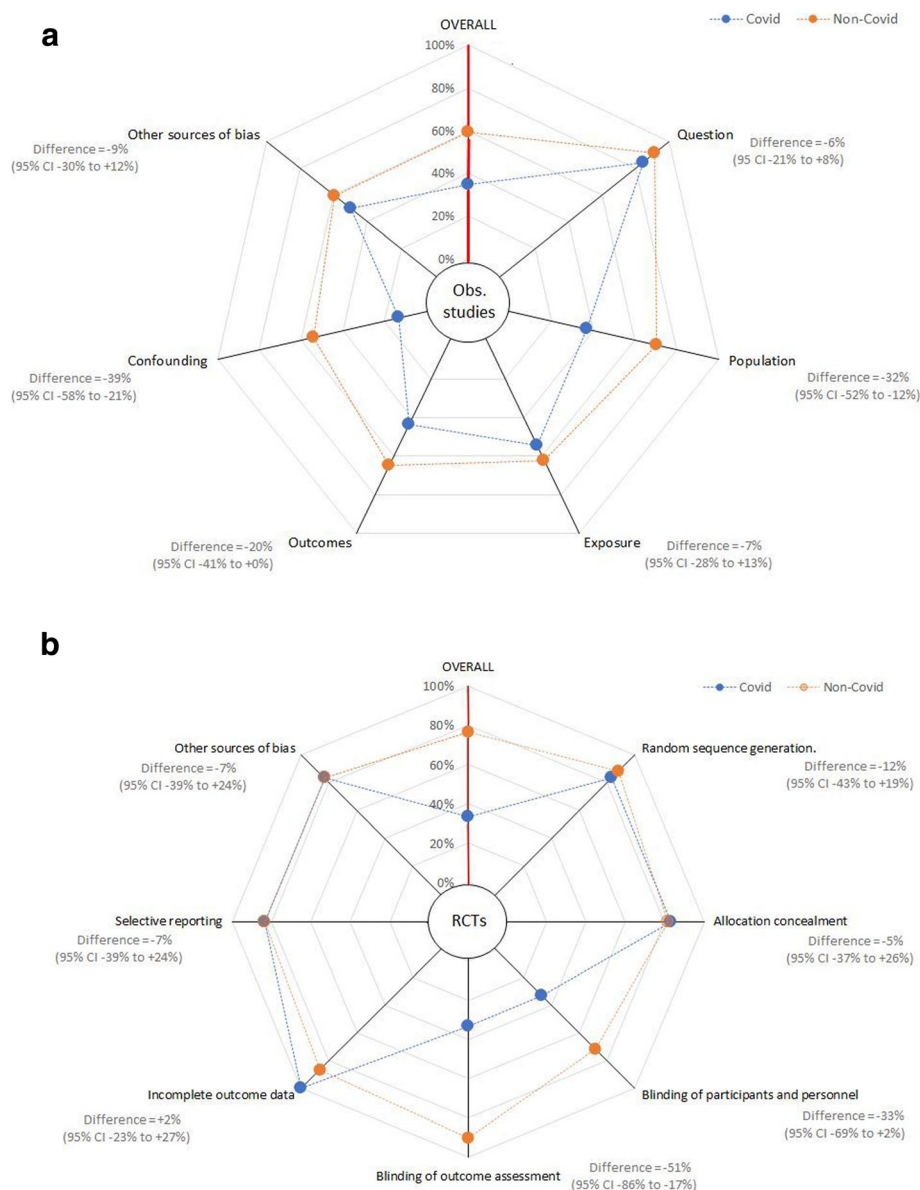 a
OVERALL
Covid
Non-Covid
100%
80%
60%
40%
20%
0%
Other sources of bias
Difference = -9%
(95% CI -30% to +12%)
Question
Difference = -6%
(95 CI -21% to +8%)
Obs.
studies
Confounding
Difference = -39%
(95% CI -58% to -21%)
Population
Difference = -32%
(95% CI -52% to -12%)
Outcomes
Difference = -20%
(95% CI -41% to +0%)
Exposure
Difference = -7%
(95% CI -28% to +13%)
b
OVERALL
Covid
Non-Covid
100%
80%
60%
40%
20%
0%
Other sources of bias
Difference = -7%
(95% CI -39% to +24%)
Random sequence generation.
Difference = -12%
(95% CI -43% to +19%)
RCTs
Selective reporting
Difference = -7%
(95% CI -39% to +24%)
Allocation concealment
Difference = -5%
(95% CI -37% to +26%)
Incomplete outcome data
Difference = +2%
(95% CI -23% to +27%)
Blinding of participants and personnel
Difference = -33%
(95% CI -69% to +2%)
Blinding of outcome assessment
Difference = -51%
(95% CI -86% to -17%)